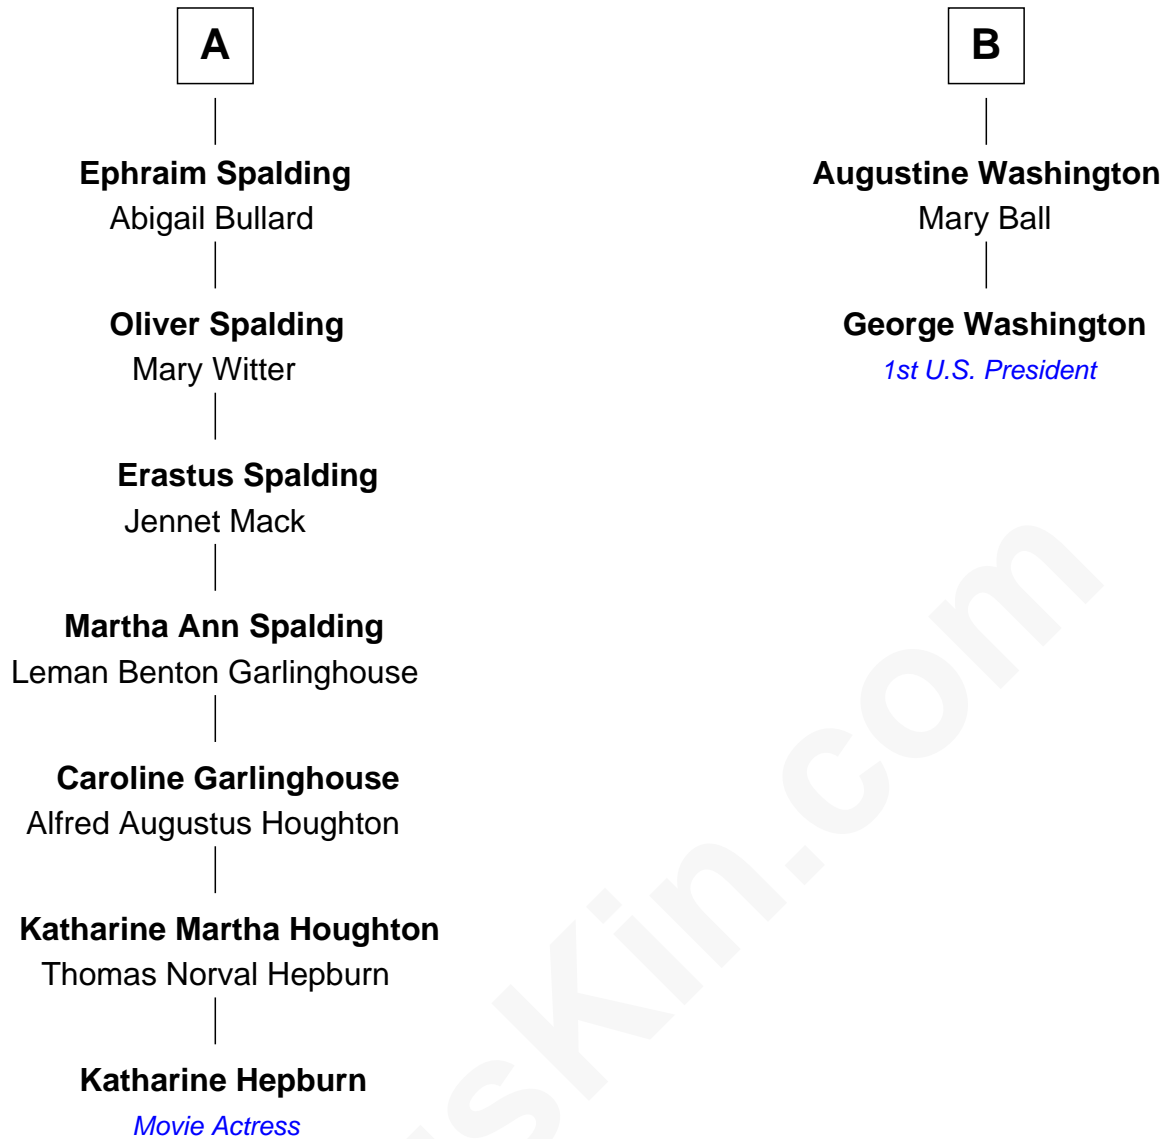 A
Ephraim Spalding
Abigail Bullard
Oliver Spalding
Mary Witter
Erastus Spalding
Jennet Mack
Martha Ann Spalding
Leman Benton Garlinghouse
Caroline Garlinghouse
Alfred Augustus Houghton
Katharine Martha Houghton
Thomas Norval Hepburn
Katharine Hepburn
Movie Actress
B
Augustine Washington
Mary Ball
George Washington
1st U.S. President
usKin.com